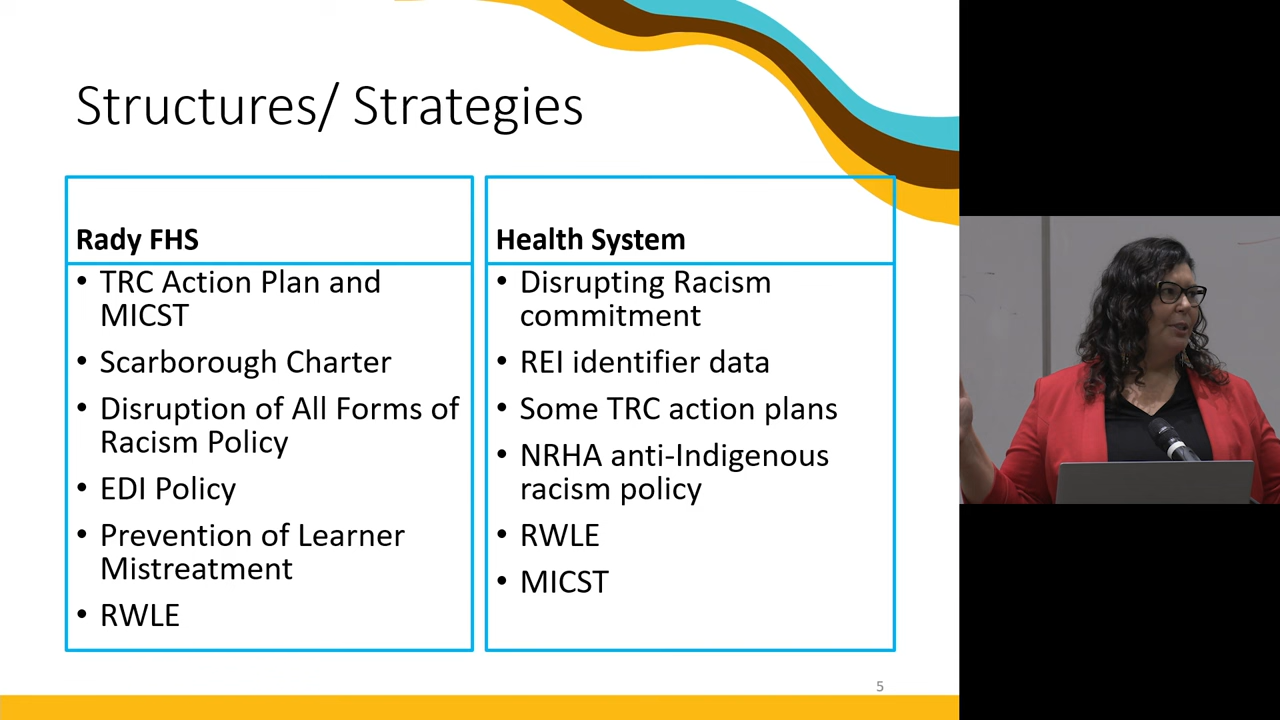 Structures/ Strategies
Rady FHS
• TRC Action Plan and
MICST
• Scarborough Charter
• Disruption of All Forms of
Racism Policy
• EDI Policy
• Prevention of Learner
Mistreatment
• RWLE
Health System
• Disrupting Racism
commitment
• REI identifier data
• Some TRC action plans
• NRHA anti-Indigenous
racism policy
• RWLE
• MICST
5